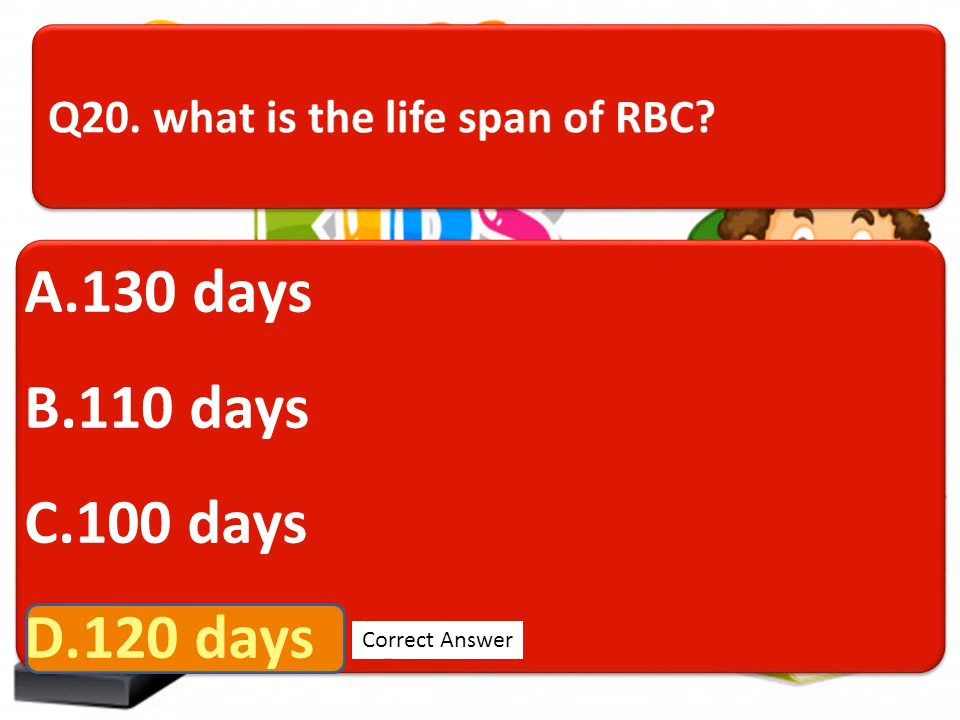 Q20. what is the life span of RBC?
A.130 days
B.110 days
C.100 days
D.120 days
Correct Answer